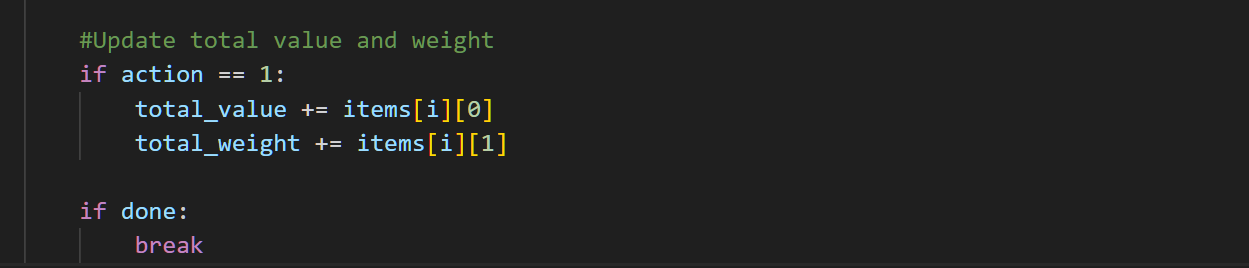 #Update total value and weight
if action == 1:
    total_value += items[i][0]
    total_weight += items[i][1]
if done:
    break